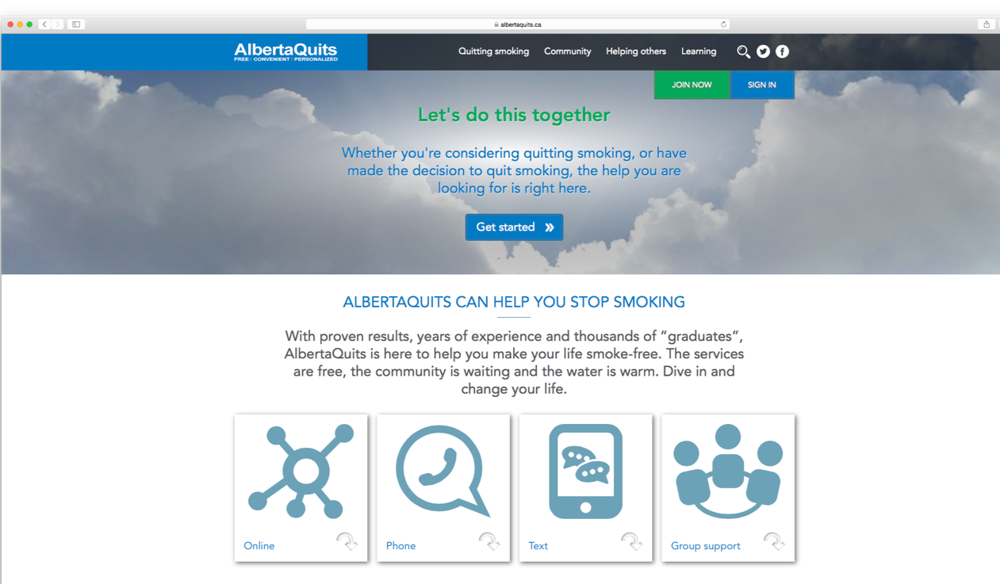 albertaquits.ca
AlbertaQuits
FREE | CONVENIENT | PERSONALIZED
Quitting smoking Community Helping others Learning
JOIN NOW SIGN IN
Let's do this together
Whether you're considering quitting smoking, or have
made the decision to quit smoking, the help you are
looking for is right here.
Get started
ALBERTAQUITS CAN HELP YOU STOP SMOKING
With proven results, years of experience and thousands of “graduates”,
AlbertaQuits is here to help you make your life smoke-free. The services
are free, the community is waiting and the water is warm. Dive in and
change your life.
Online Phone Text Group support